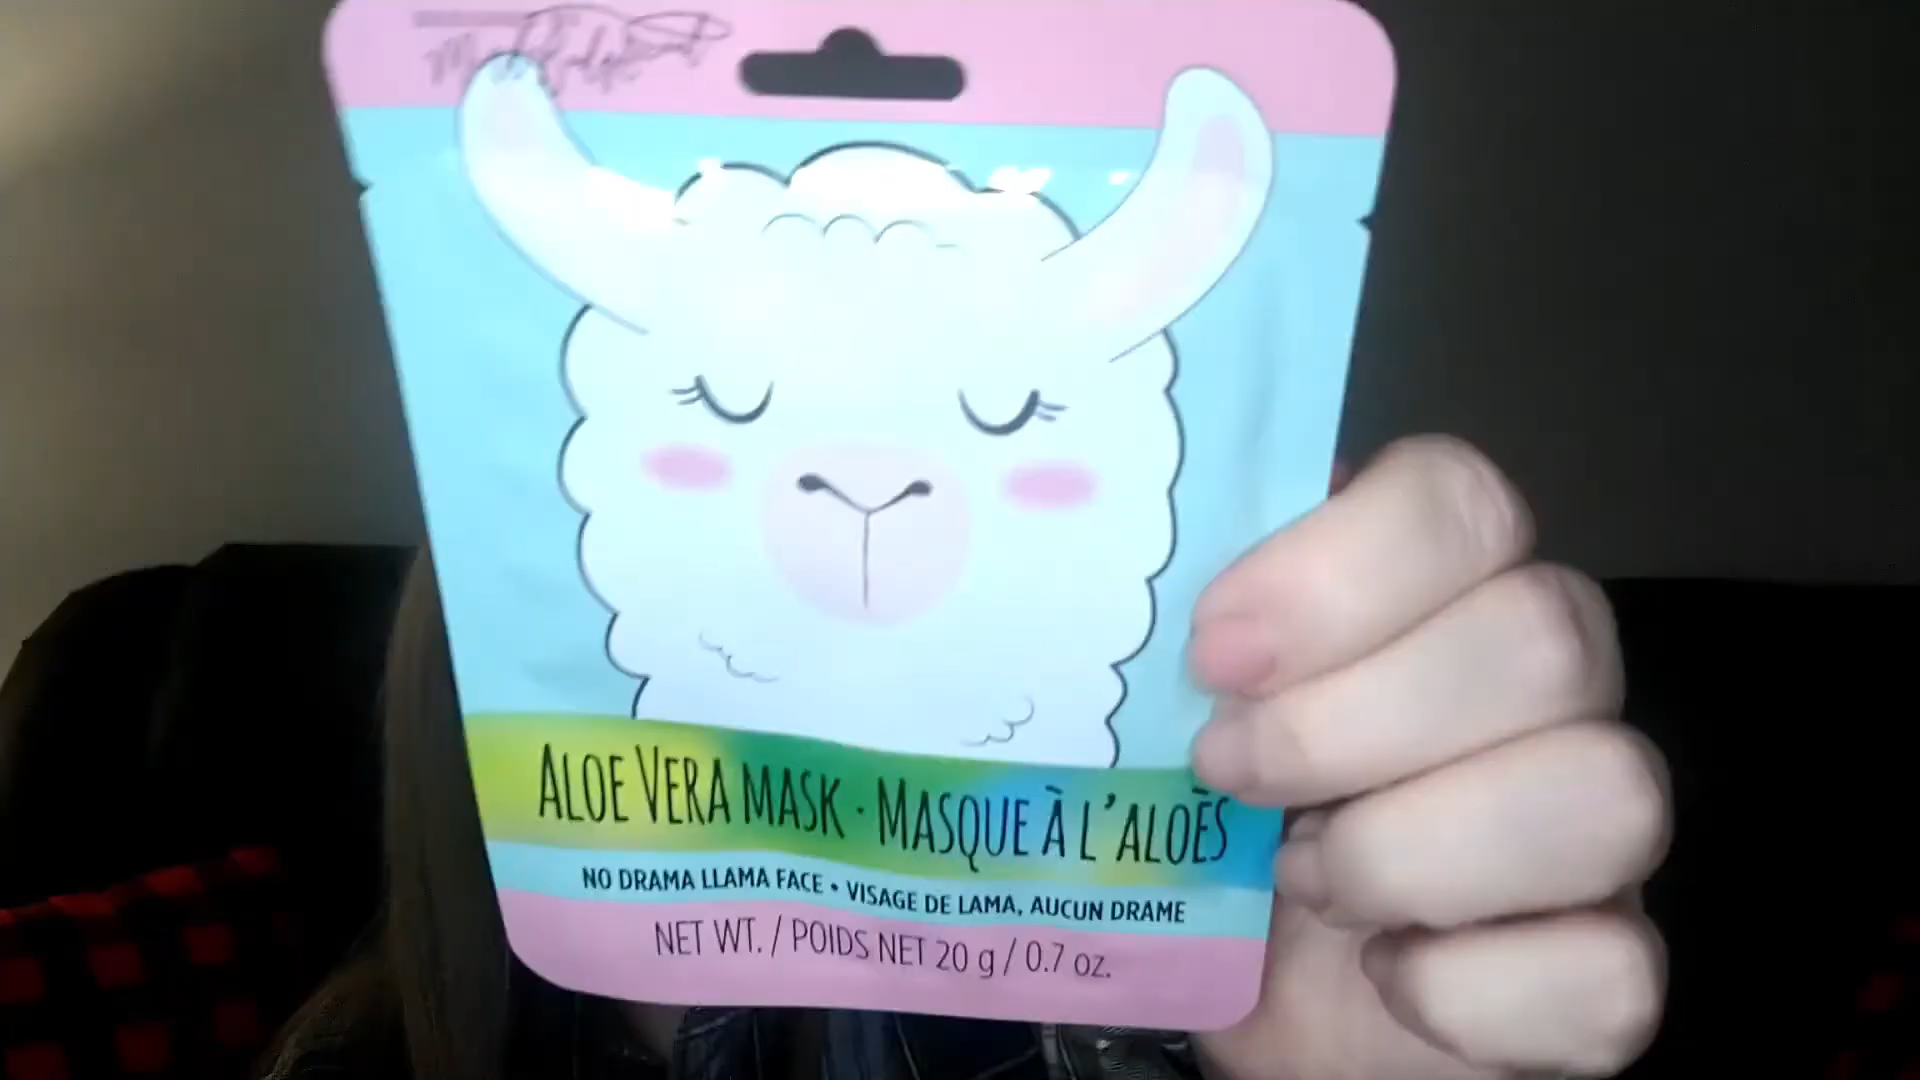 ALOE VERA MASK · MASQUE À L'ALOÈS
NO DRAMA LLAMA FACE • VISAGE DE LAMA, AUCUN DRAME
NET WT. / POIDS NET 20 g / 0.7 oz.